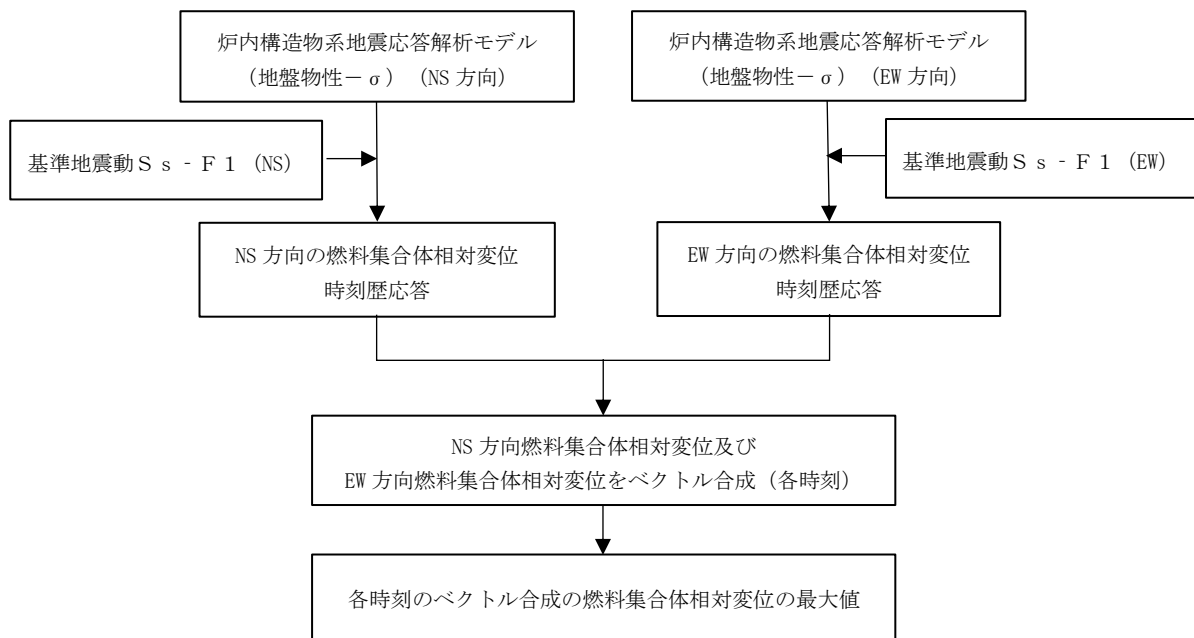 炉内構造物系地震応答解析モデル
（地盤物性－σ）（NS 方向）
炉内構造物系地震応答解析モデル
（地盤物性－σ）（EW 方向）
基準地震動Ｓｓ‐Ｆ１（NS）
基準地震動Ｓｓ‐Ｆ１（EW）
NS 方向の燃料集合体相対変位
時刻歴応答
EW 方向の燃料集合体相対変位
時刻歴応答
NS 方向燃料集合体相対変位及び
EW 方向燃料集合体相対変位をベクトル合成（各時刻）
各時刻のベクトル合成の燃料集合体相対変位の最大値